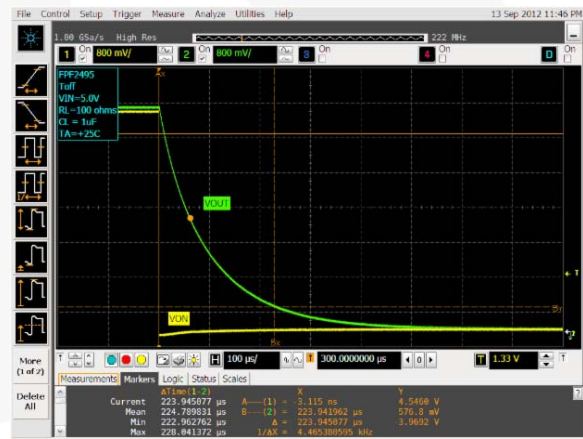 File Control Setup Trigger Measure Analyze Utilities Help 13 Sep 2012 11:46 PM
1.00 GSa/s High Res 222 MHz
1 On 800 mV/ 2 On 800 mV/ 3 On 4 On D On
FPF2495
Toff
VIN=5.0V
RL=100 ohms
CL = 1uF
TA=+25C
Ax
VOUT
T
By
VON
Bx
More
(1 of 2)
Delete
All
H 100 µs/ 300.0000000 µs 0 T 1.33 V
Measurements Markers Logic Status Scales
ΔTime(1-2) X Y
Current 223.945077 µs A---(1) = -3.115 ns 4.5460 V
Mean 224.789831 µs B---(2) = 223.941962 µs 576.8 mV
Min 222.962762 µs Δ = 223.945077 µs -3.9692 V
Max 228.041372 µs 1/ΔX = 4.465380595 kHz